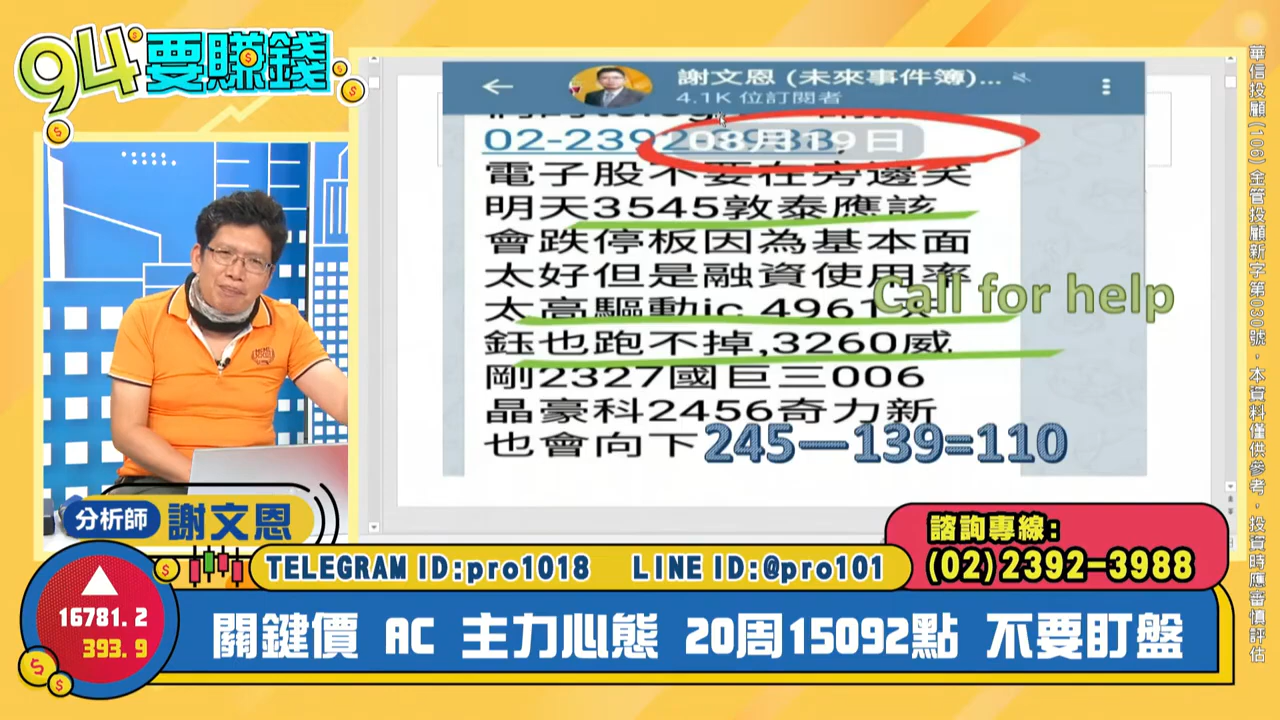 94要賺錢
謝文恩 (未來事件簿)...
4.1K 位訂閱者
08月19日
電子股不要在旁邊笑
明天3545敦泰應該
會跌停板因為基本面
太好但是融資使用率
太高驅動ic 4961天
鈺也跑不掉,3260威
剛2327國巨三006
晶豪科2456奇力新
也會向下
Call for help
245—139=110
華信投顧(106)金管投顧新字第030號,本資料僅供參考,投資時應審慎評估
分析師 謝文恩
諮詢專線:
(02)2392-3988
TELEGRAM ID:pro1018 LINE ID:@pro101
16781.2
393.9
關鍵價 AC 主力心態 20周15092點 不要盯盤